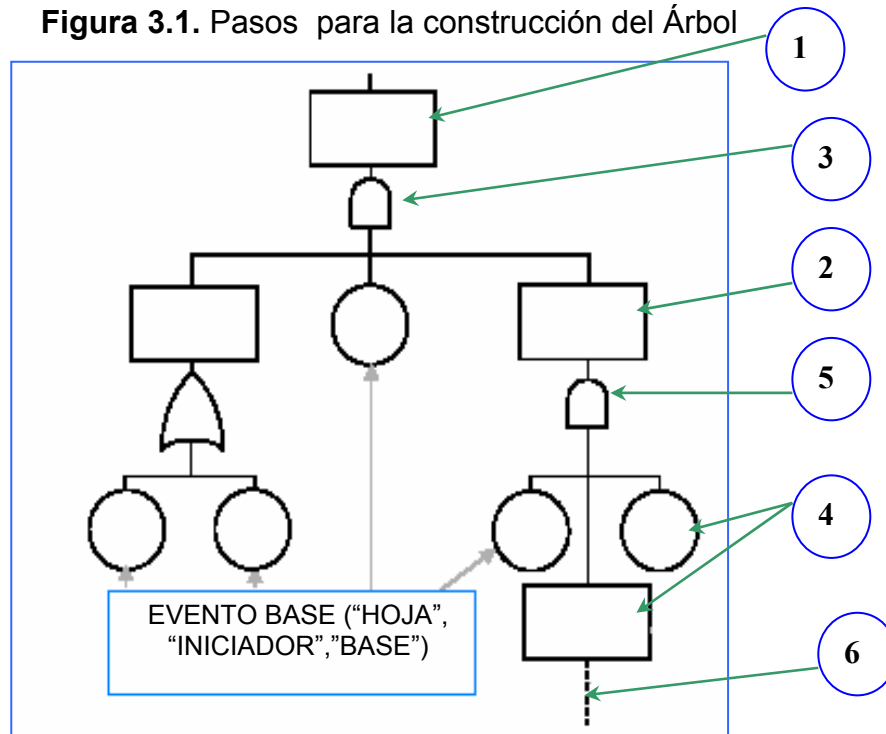 Figura 3.1. Pasos para la construcción del Árbol
1
3
2
5
4
EVENTO BASE (“HOJA”,
“INICIADOR”,”BASE”)
6